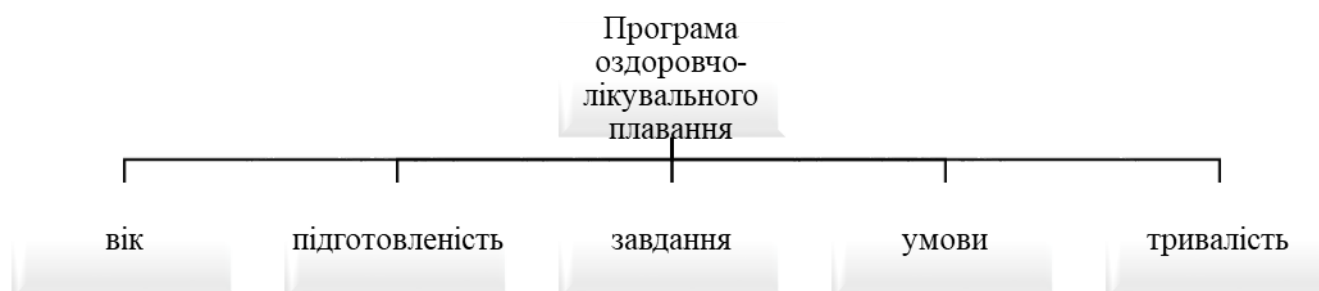 Програма
оздоровчо-
лікувального
плавання
вік
підготовленість
завдання
умови
тривалість